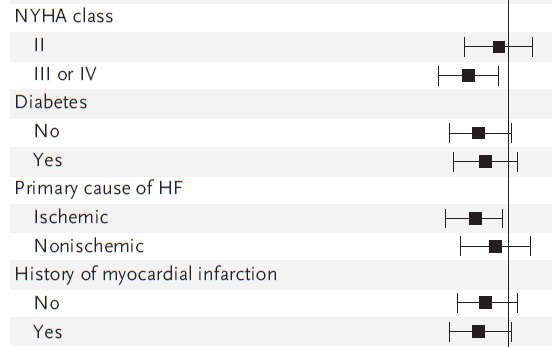 NYHA class
II
III or IV
Diabetes
No
Yes
Primary cause of HF
Ischemic
Nonischemic
History of myocardial infarction
No
Yes